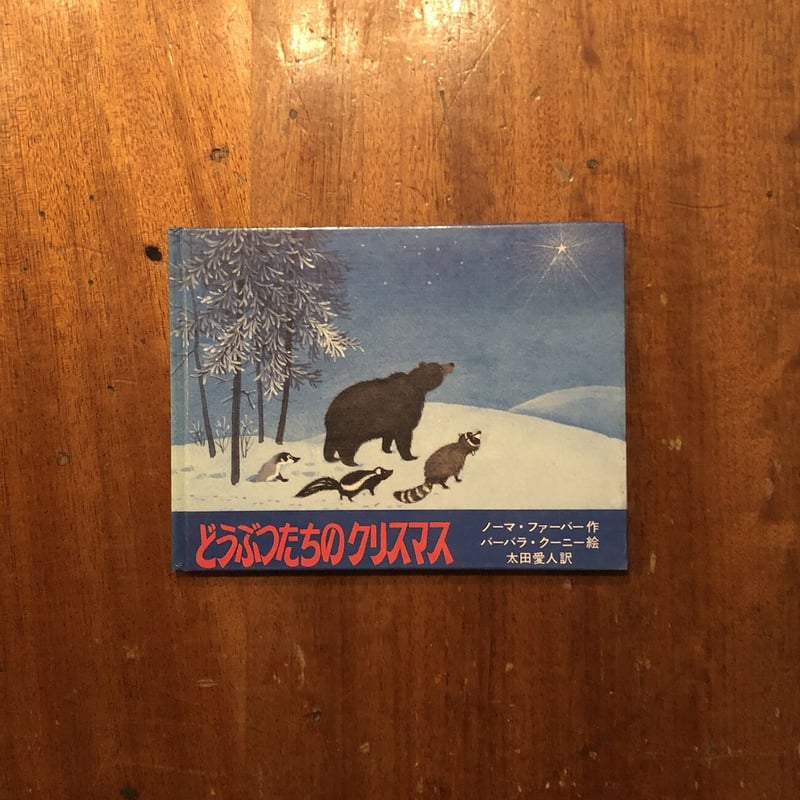 どうぶつたちのクリスマス
ノーマ・ファーバー作
バーバラ・クーニー絵
太田愛人訳